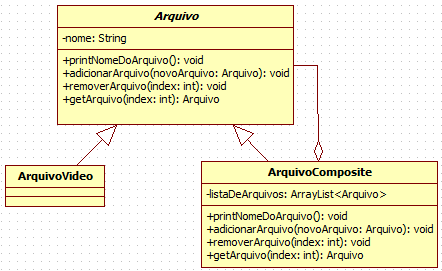 Arquivo
-nome: String
+printNomeDoArquivo(): void
+adicionarArquivo(novoArquivo: Arquivo): void
+removerArquivo(index: int): void
+getArquivo(index: int): Arquivo
ArquivoVideo
ArquivoComposite
-listaDeArquivos: ArrayList<Arquivo>
+printNomeDoArquivo(): void
+adicionarArquivo(novoArquivo: Arquivo): void
+removerArquivo(index: int): void
+getArquivo(index: int): Arquivo